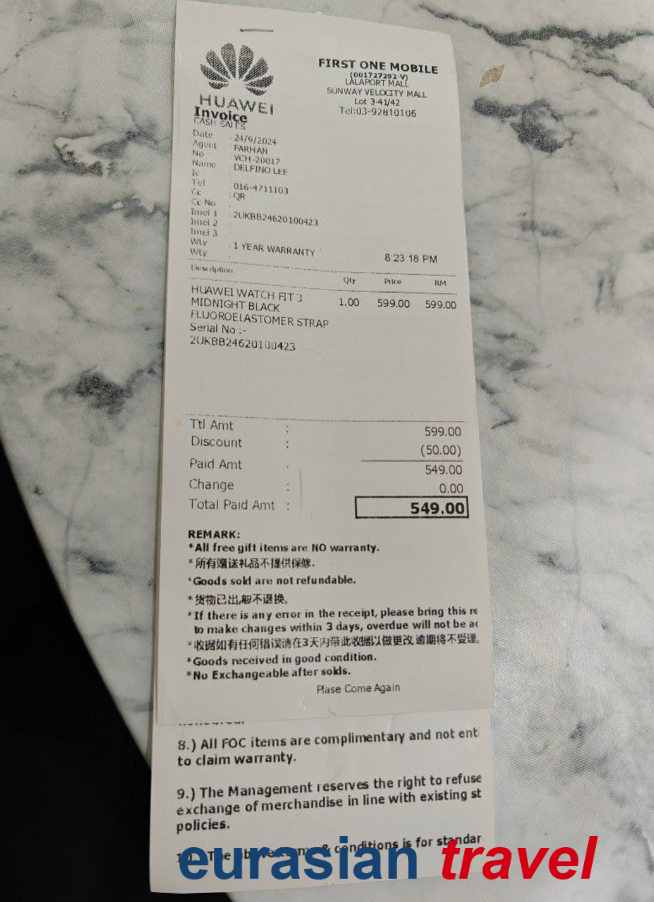 HUAWEI
FIRST ONE MOBILE
(001727292-V)
LALAPORT MALL
SUNWAY VELOCITY MALL
Lot 3-41/42
Tel:03-92810106
Invoice
CASH SALES
Date : 24/9/2024
Agent : FARHAN
No : VCH-20017
Name : DELFINO LEE
Ic
Tel : 016-4711103
Cc : QR
Cc No
Imei 1 : 2UKBB24620100423
Imei 2
Imei 3
Wty : 1 YEAR WARRANTY
Wty
8:23:18 PM
Description Qty Price RM
HUAWEI WATCH FIT 3 1.00 599.00 599.00
MIDNIGHT BLACK
FLUOROELASTOMER STRAP
Serial No :-
2UKBB24620100423
Ttl Amt : 599.00
Discount : (50.00)
Paid Amt : 549.00
Change : 0.00
Total Paid Amt : 549.00
REMARK:
*All free gift items are NO warranty.
*所有赠送礼品不提供保修.
*Goods sold are not refundable.
*货物已出,般不退换,
*If there is any error in the receipt, please bring this re
to make changes within 3 days, overdue will not be ac
*收据如有任何错误请在3天内带此收据以做更改,逾期将不受理.
*Goods received in good condition.
*No Exchangeable after solds.
Plase Come Again
8.) All FOC items are complimentary and not ent
to claim warranty.
9.) The Management reserves the right to refuse
exchange of merchandise in line with existing st
policies.
& conditions is for standar
eurasian travel